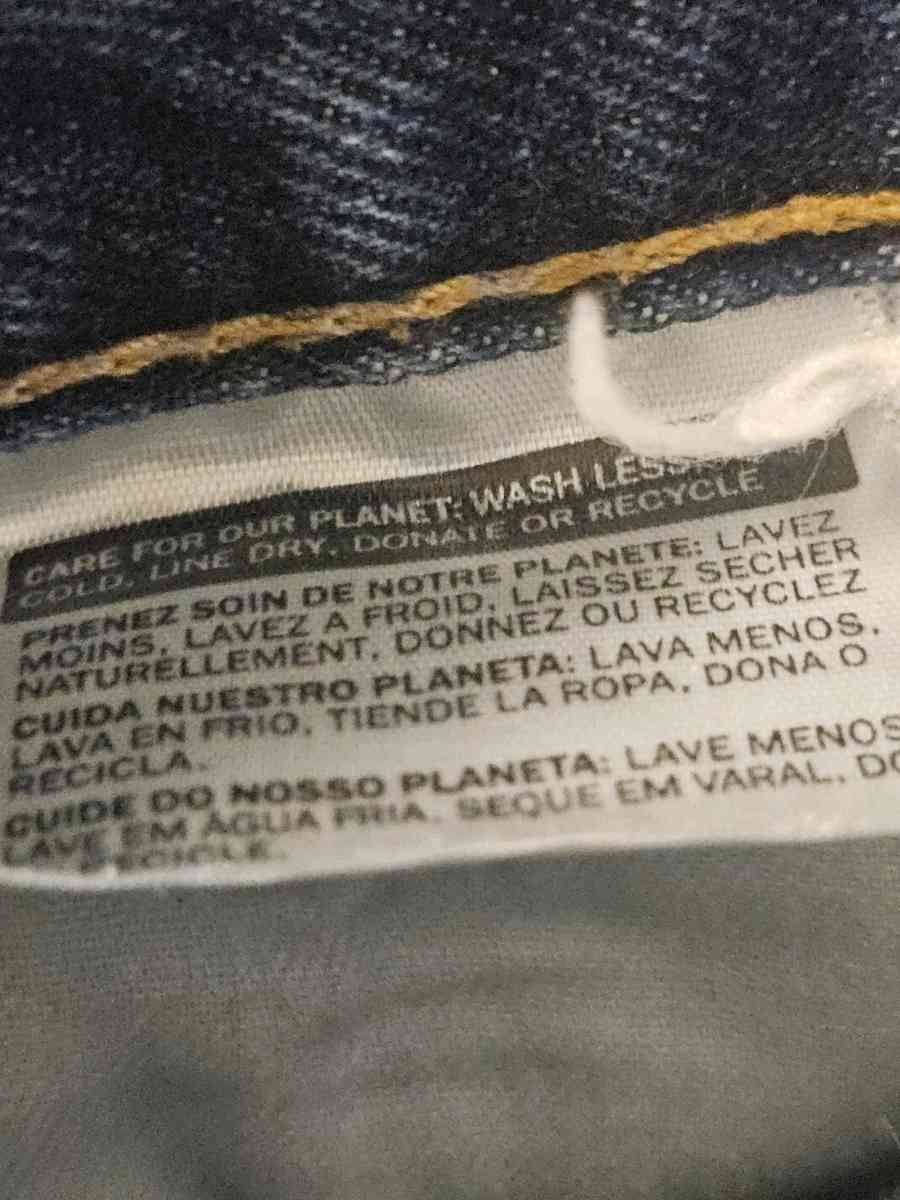 CARE FOR OUR PLANET: WASH LESS
COLD, LINE DRY, DONATE OR RECYCLE
PRENEZ SOIN DE NOTRE PLANETE: LAVEZ
MOINS, LAVEZ A FROID, LAISSEZ SECHER
NATURELLEMENT, DONNEZ OU RECYCLEZ
CUIDA NUESTRO PLANETA: LAVA MENOS,
LAVA EN FRIO, TIENDE LA ROPA, DONA O
RECICLA.
CUIDE DO NOSSO PLANETA: LAVE MENOS
LAVE EM ÁGUA FRIA, SEQUE EM VARAL,